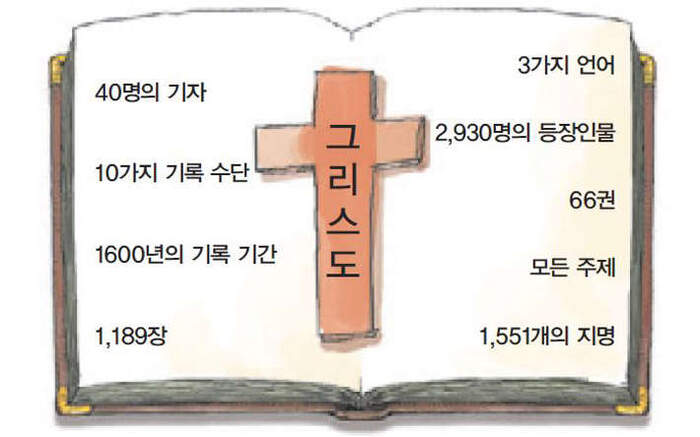 40명의 기자
10가지 기록 수단
1600년의 기록 기간
1,189장
그리스도
3가지 언어
2,930명의 등장인물
66권
모든 주제
1,551개의 지명